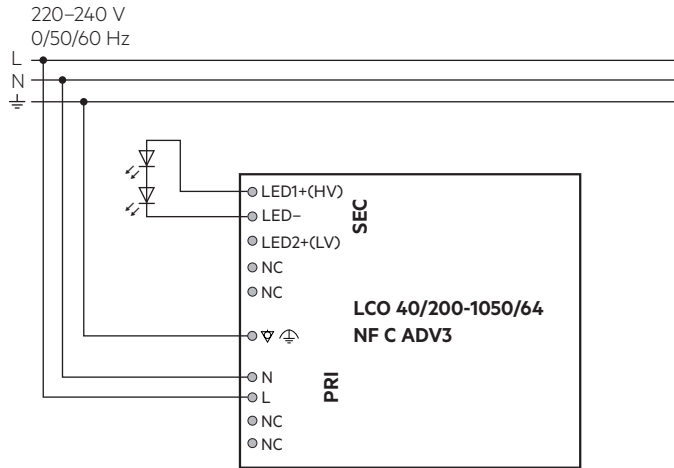 220–240 V
0/50/60 Hz
L
N
LED1+(HV)
LED–
LED2+(LV)
NC
NC
SEC
LCO 40/200-1050/64
NF C ADV3
N
L
NC
NC
PRI